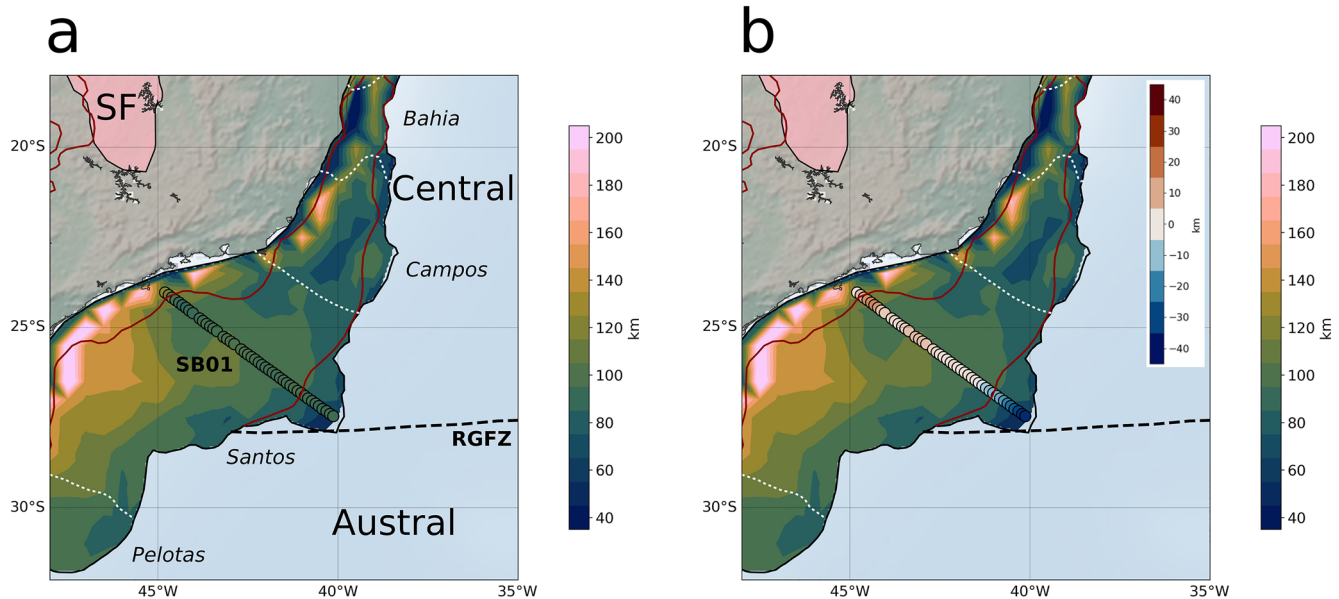 a
SF
Bahia
Central
Campos
SB01
RGFZ
Santos
Austral
Pelotas
20°S
25°S
30°S
45°W
40°W
35°W
200
180
160
140
120
100
80
60
40
km
b
40
30
20
10
0
−10
−20
−30
−40
km
20°S
25°S
30°S
45°W
40°W
35°W
RGFZ
200
180
160
140
120
100
80
60
40
km